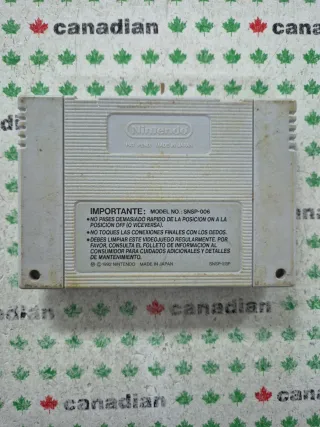 canadian
canadian
Nintendo
IMPORTANTE: MODEL NO.: SNSP-006
●NO PASES DEMASIADO RAPIDO DE LA POSICION ON A LA
POSICION OFF (O VICEVERSA).
●NO TOQUES LAS CONEXIONES FINALES CON LOS DEDOS.
●DEBES LIMPIAR ESTE VIDEOJUEGO REGULARMENTE, POR
FAVOR, CONSULTA EL FOLLETO DE INFORMACION AL
CONSUMIDOR PARA CUIDADOS ADICIONALES Y DETALLES
DE MANTENIMIENTO.
© 1992 NINTENDO MADE IN JAPAN
canadian
canadian